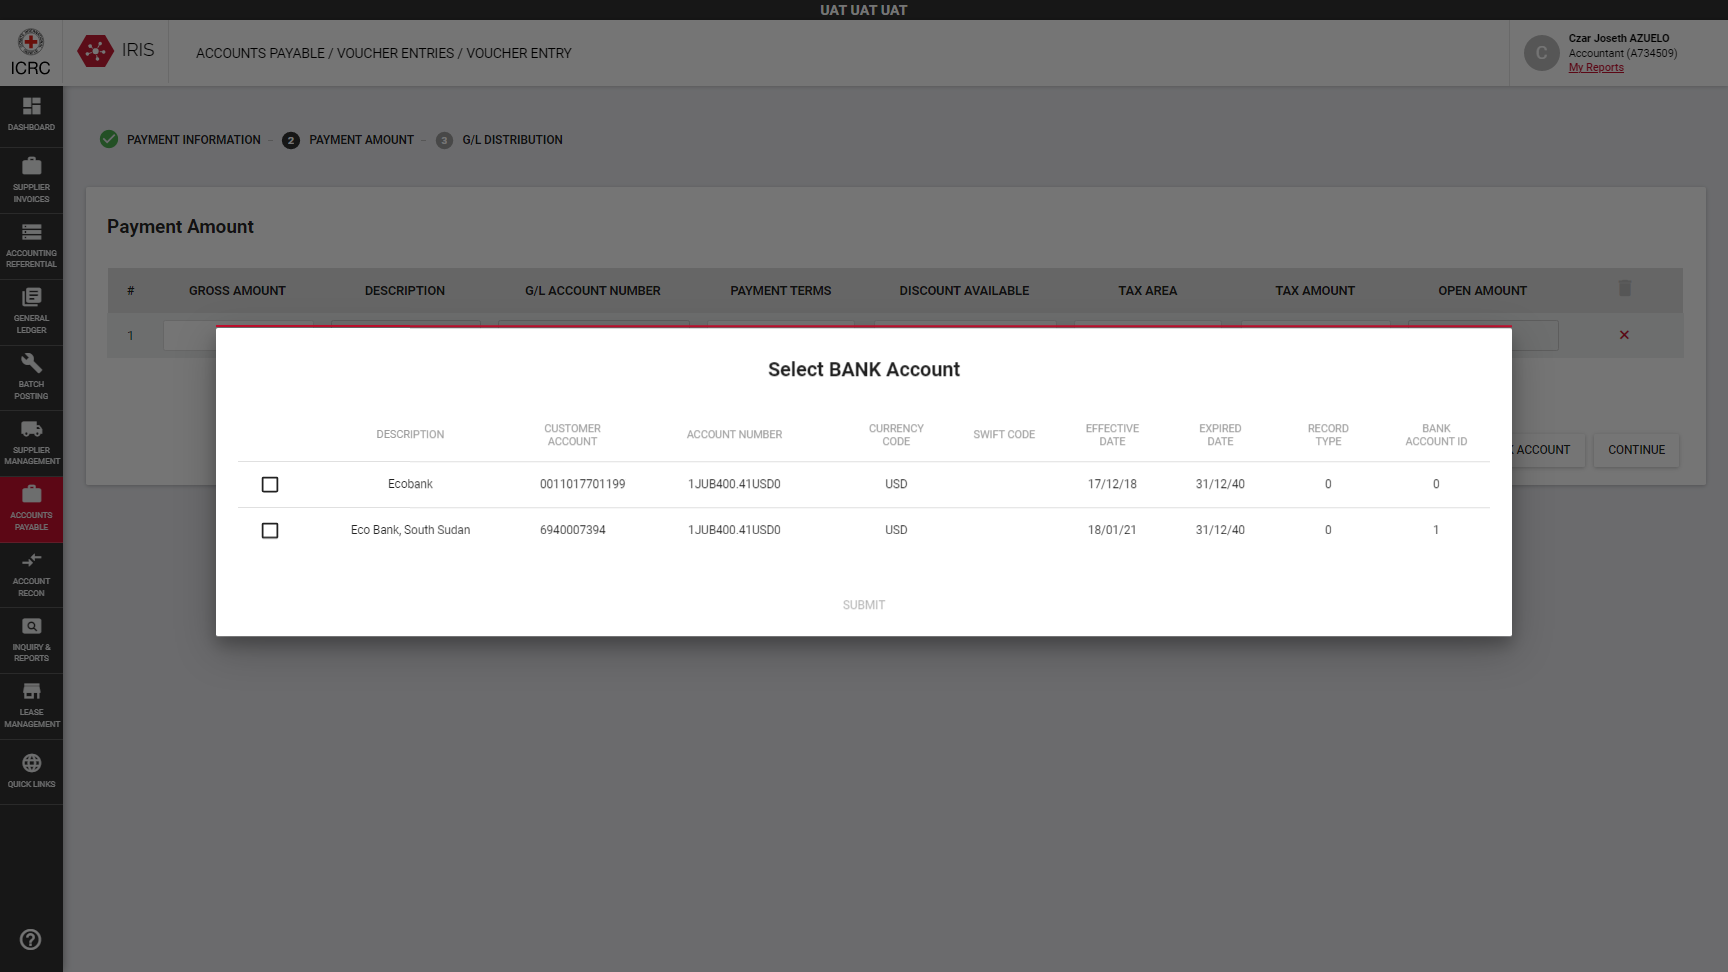 UAT UAT UAT
ICRC
IRIS
ACCOUNTS PAYABLE / VOUCHER ENTRIES / VOUCHER ENTRY
C
Czar Joseth AZUELO
Accountant (A734509)
My Reports
DASHBOARD
SUPPLIER
INVOICES
ACCOUNTING
REFERENTIAL
GENERAL
LEDGER
BATCH
POSTING
SUPPLIER
MANAGEMENT
ACCOUNTS
PAYABLE
ACCOUNT
RECON
INQUIRY &
REPORTS
LEASE
MANAGEMENT
QUICK LINKS
PAYMENT INFORMATION - 2 PAYMENT AMOUNT - 3 G/L DISTRIBUTION
Payment Amount
# GROSS AMOUNT DESCRIPTION G/L ACCOUNT NUMBER PAYMENT TERMS DISCOUNT AVAILABLE TAX AREA TAX AMOUNT OPEN AMOUNT
1
ACCOUNT CONTINUE
Select BANK Account
DESCRIPTION CUSTOMER ACCOUNT ACCOUNT NUMBER CURRENCY CODE SWIFT CODE EFFECTIVE DATE EXPIRED DATE RECORD TYPE BANK ACCOUNT ID
Ecobank 0011017701199 1JUB400.41USD0 USD 17/12/18 31/12/40 0 0
Eco Bank, South Sudan 6940007394 1JUB400.41USD0 USD 18/01/21 31/12/40 0 1
SUBMIT